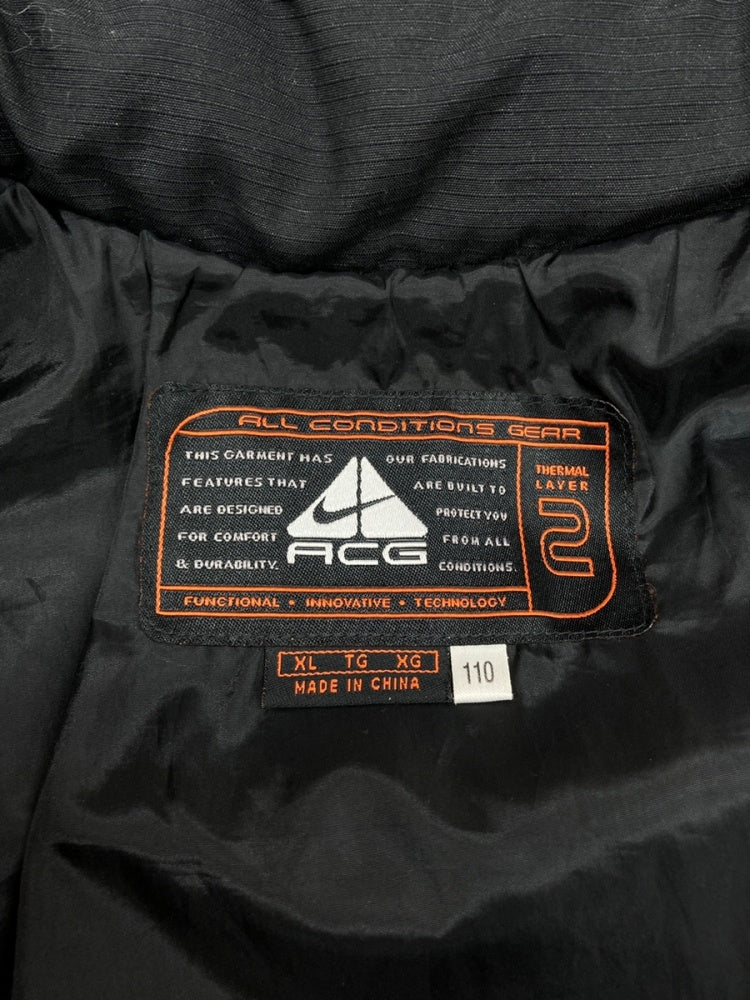 ALL CONDITIONS GEAR
THIS GARMENT HAS
FEATURES THAT
ARE DESIGNED
FOR COMFORT
& DURABILITY.
ACG
OUR FABRICATIONS
ARE BUILT TO
PROTECT YOU
FROM ALL
CONDITIONS.
THERMAL
LAYER
2
FUNCTIONAL • INNOVATIVE • TECHNOLOGY
XL TG XG
MADE IN CHINA
110